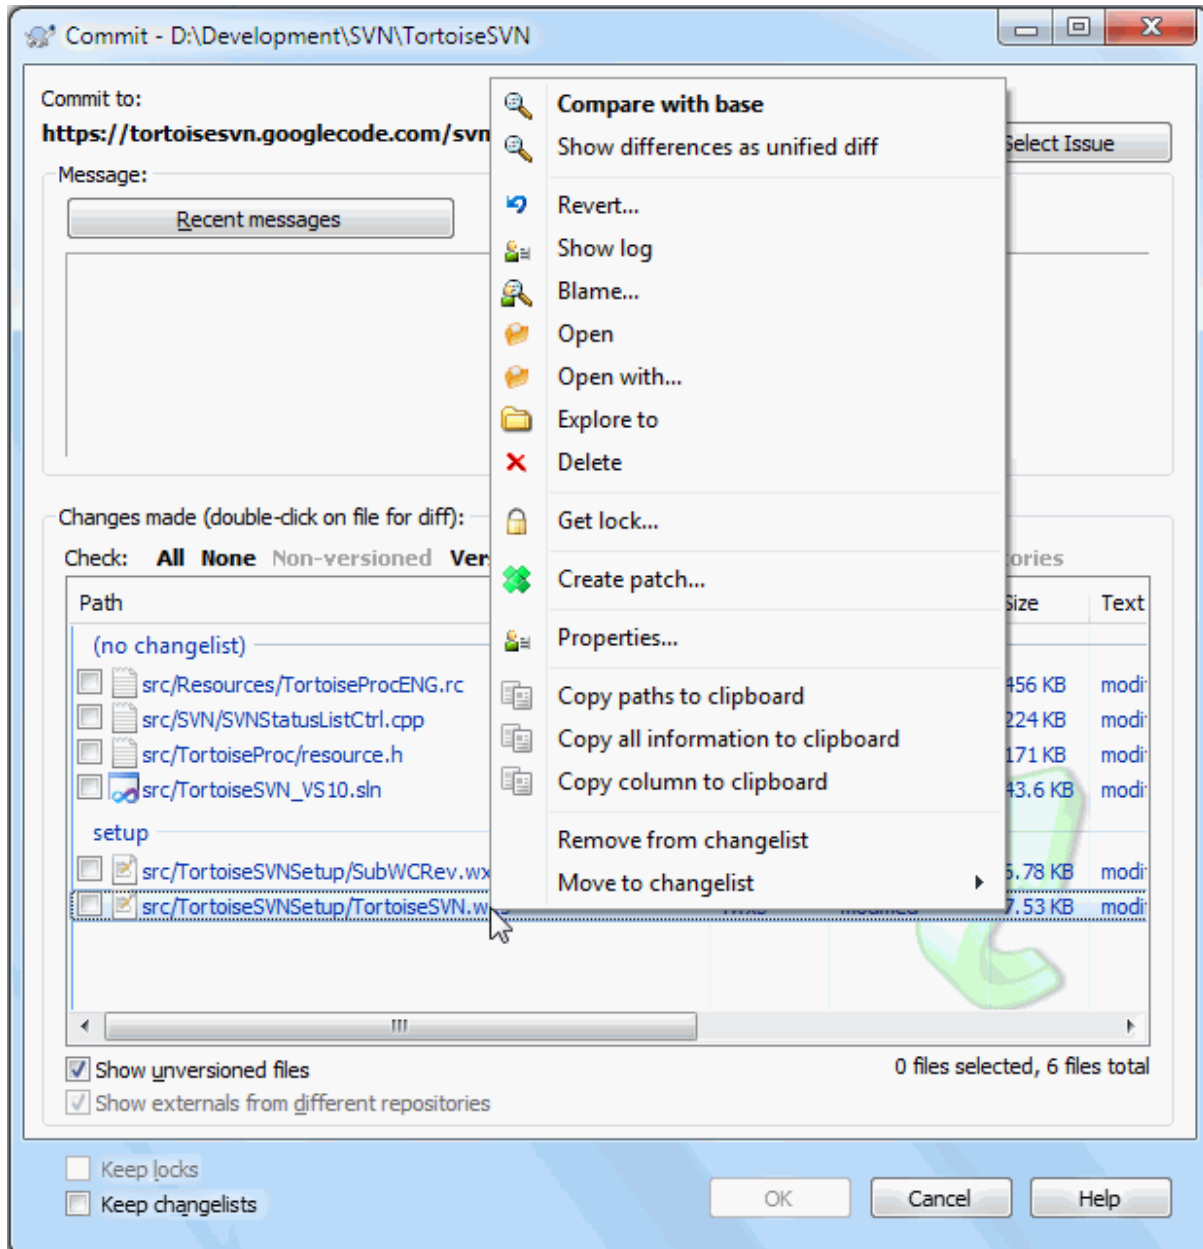 Commit - D:\Development\SVN\TortoiseSVN
Commit to:
https://tortoisesvn.googlecode.com/svn
Select Issue
Message:
Recent messages
Compare with base
Show differences as unified diff
Revert...
Show log
Blame...
Open
Open with...
Explore to
Delete
Get lock...
Create patch...
Properties...
Copy paths to clipboard
Copy all information to clipboard
Copy column to clipboard
Remove from changelist
Move to changelist
Changes made (double-click on file for diff):
Check: All None Non-versioned
Path Size Text
(no changelist)
src/Resources/TortoiseProcENG.rc 456 KB
src/SVN/SVNStatusListCtrl.cpp 224 KB
src/TortoiseProc/resource.h 171 KB
src/TortoiseSVN_VS10.sln 43.6 KB
setup
src/TortoiseSVNSetup/SubWCRev.wx 5.78 KB
src/TortoiseSVNSetup/TortoiseSVN.w 7.53 KB
Show unversioned files
0 files selected, 6 files total
Show externals from different repositories
Keep locks
Keep changelists
OK Cancel Help